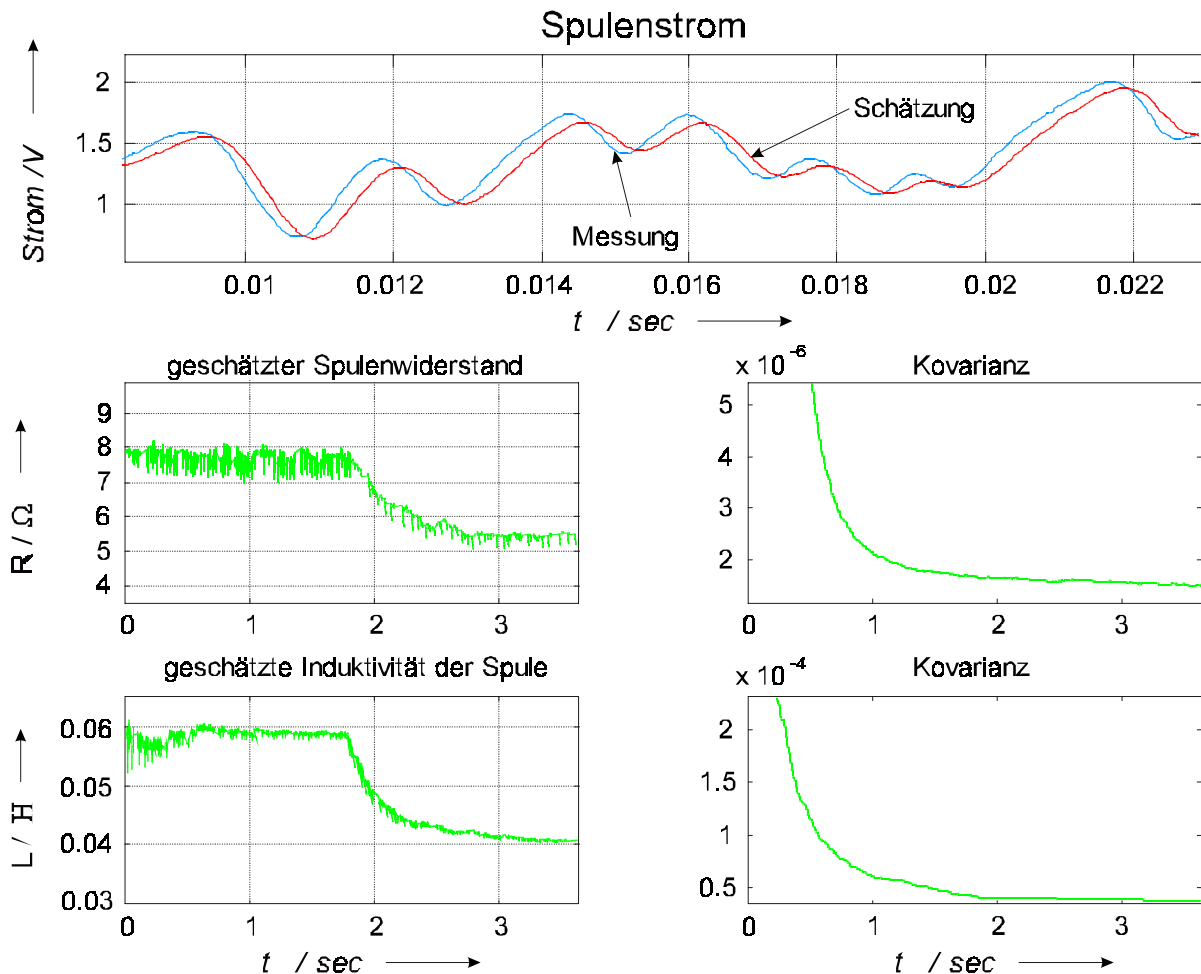 Spulenstrom
Strom /V
2
1.5
1
Schätzung
Messung
0.01 0.012 0.014 0.016 0.018 0.02 0.022
t / sec
geschätzter Spulenwiderstand
R / Ω
9
8
7
6
5
4
0 1 2 3
x 10⁻⁶ Kovarianz
5
4
3
2
0 1 2 3
geschätzte Induktivität der Spule
L / H
0.06
0.05
0.04
0.03
0 1 2 3
t / sec
x 10⁻⁴ Kovarianz
2
1.5
1
0.5
0 1 2 3
t / sec